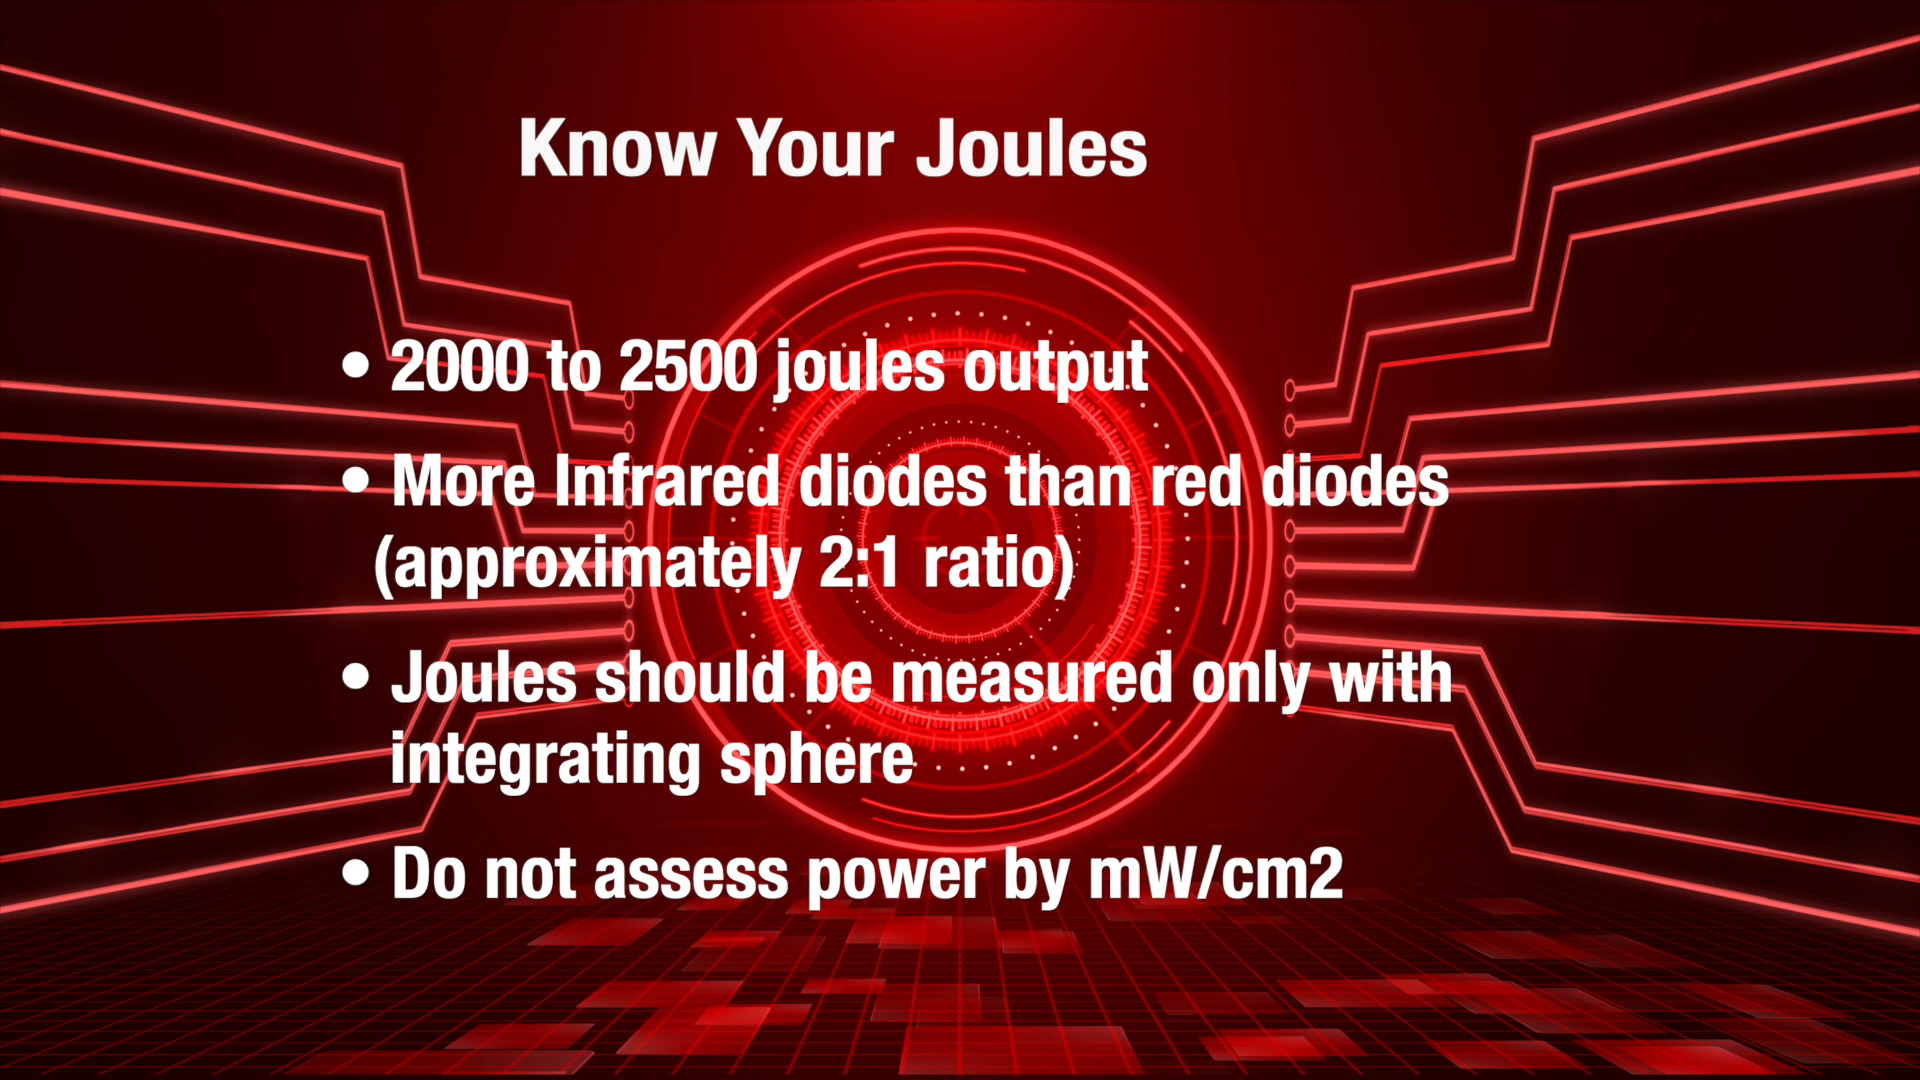 Know Your Joules
• 2000 to 2500 joules output
• More Infrared diodes than red diodes
(approximately 2:1 ratio)
• Joules should be measured only with
integrating sphere
• Do not assess power by mW/cm2